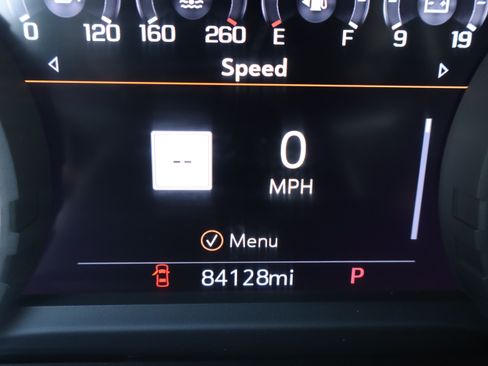 0 120 160 260 E F 9 19
Speed
-- 0
MPH
Menu
84128mi P